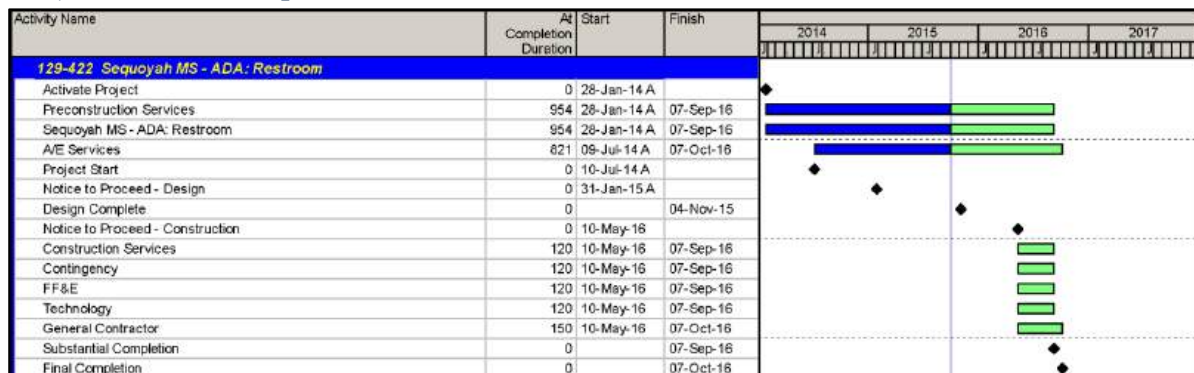 Activity Name At Completion Duration Start Finish 2014 2015 2016 2017
129-422 Sequoyah MS - ADA: Restroom
Activate Project 0 28-Jan-14 A
Preconstruction Services 954 28-Jan-14 A 07-Sep-16
Sequoyah MS - ADA: Restroom 954 28-Jan-14 A 07-Sep-16
A/E Services 821 09-Jul-14 A 07-Oct-16
Project Start 0 10-Jul-14 A
Notice to Proceed - Design 0 31-Jan-15 A
Design Complete 0 04-Nov-15
Notice to Proceed - Construction 0 10-May-16
Construction Services 120 10-May-16 07-Sep-16
Contingency 120 10-May-16 07-Sep-16
FF&E 120 10-May-16 07-Sep-16
Technology 120 10-May-16 07-Sep-16
General Contractor 150 10-May-16 07-Oct-16
Substantial Completion 0 07-Sep-16
Final Completion 0 07-Oct-16